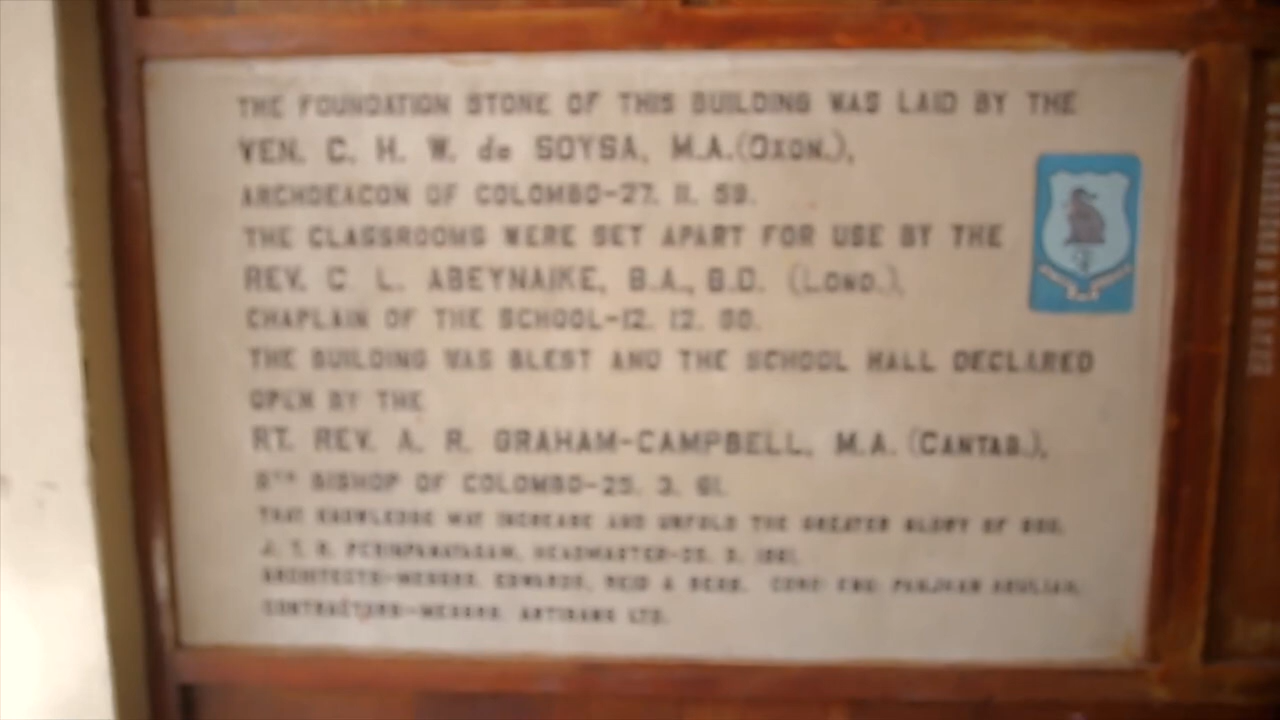 THE FOUNDATION STONE OF THIS BUILDING WAS LAID BY THE
VEN. C. H. W. de SOYSA, M.A.(OXON.),
ARCHDEACON OF COLOMBO-27. 11. 59.
THE CLASSROOMS WERE SET APART FOR USE BY THE
REV. C. L. ABEYNAIKE, B.A., B.D. (LOND.),
CHAPLAIN OF THE SCHOOL-12. 12. 60.
THE BUILDING WAS BLEST AND THE SCHOOL HALL DECLARED
OPEN BY THE
RT. REV. A. R. GRAHAM-CAMPBELL, M.A. (CANTAB.),
BISHOP OF COLOMBO-25. 3. 61.
THAT KNOWLEDGE MAY INCREASE AND UNFOLD THE GREATER GLORY OF GOD.
HEADMASTER-25. 3. 1961.
ARCHITECTS-MESSRS. EDWARDS, REID & BEGG.
CONTRACTORS-MESSRS. ARTISANS LTD.